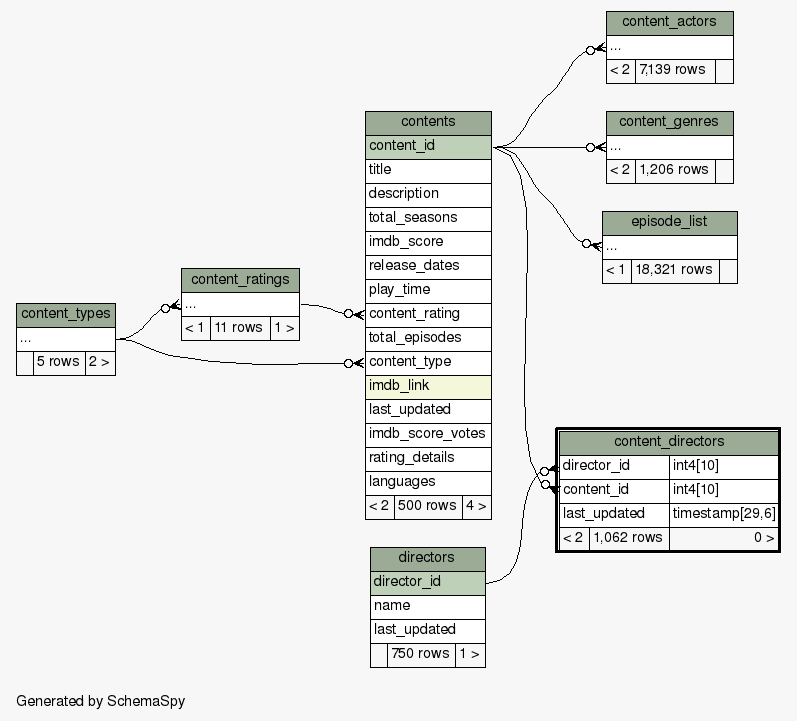 content_actors
...
< 2 7,139 rows
contents
content_id
title
description
total_seasons
imdb_score
release_dates
play_time
content_rating
total_episodes
content_type
imdb_link
last_updated
imdb_score_votes
rating_details
languages
< 2 500 rows 4 >
content_genres
...
< 2 1,206 rows
episode_list
...
< 1 18,321 rows
content_ratings
...
< 1 11 rows 1 >
content_types
...
5 rows 2 >
content_directors
director_id int4[10]
content_id int4[10]
last_updated timestamp[29,6]
< 2 1,062 rows 0 >
directors
director_id
name
last_updated
750 rows 1 >
Generated by SchemaSpy